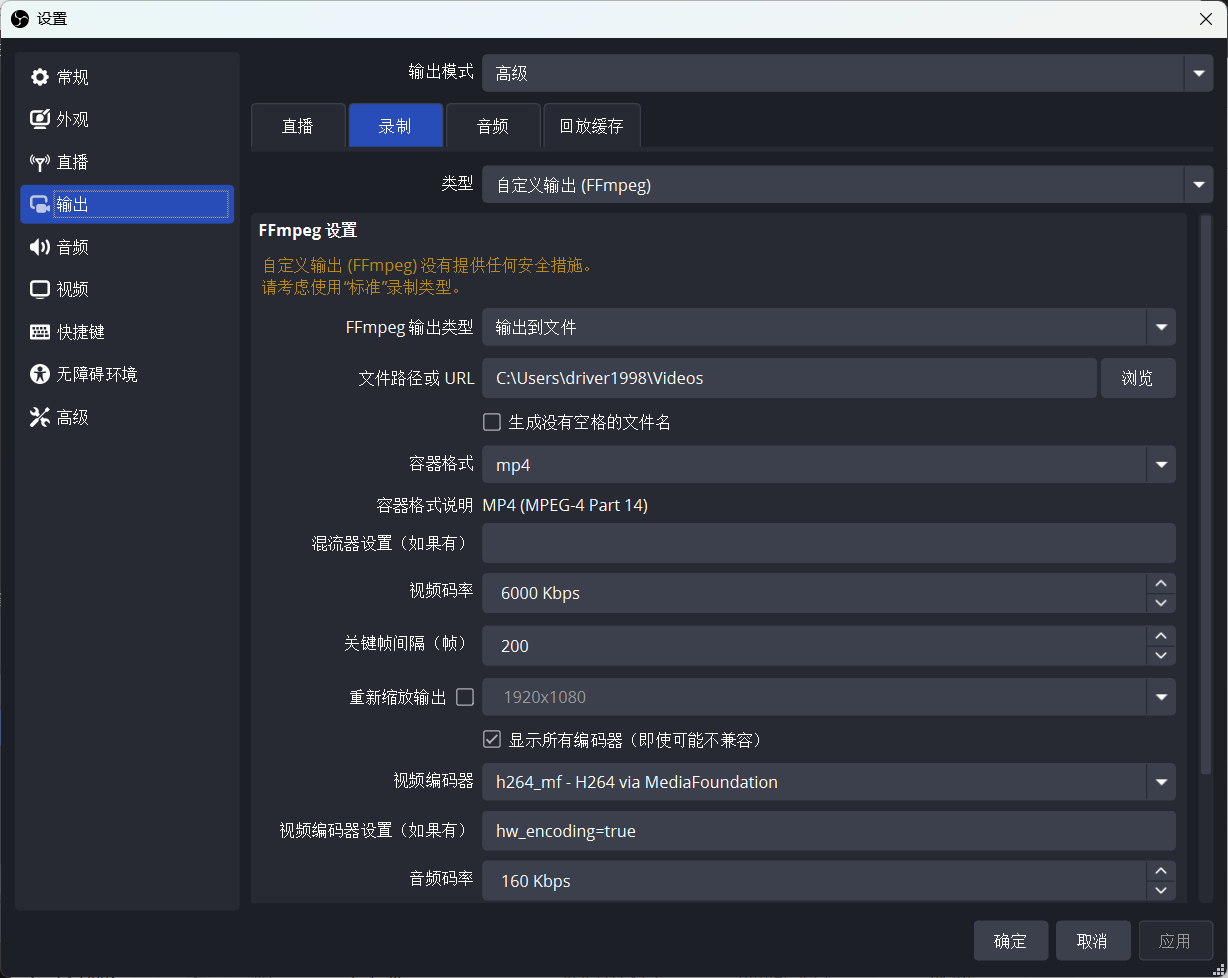 设置
常规
外观
直播
输出
音频
视频
快捷键
无障碍环境
高级
输出模式 高级
直播 录制 音频 回放缓存
类型 自定义输出 (FFmpeg)
FFmpeg 设置
自定义输出 (FFmpeg) 没有提供任何安全措施。
请考虑使用“标准”录制类型。
FFmpeg 输出类型 输出到文件
文件路径或 URL C:\Users\driver1998\Videos 浏览
生成没有空格的文件名
容器格式 mp4
容器格式说明 MP4 (MPEG-4 Part 14)
混流器设置（如果有）
视频码率 6000 Kbps
关键帧间隔（帧） 200
重新缩放输出 1920x1080
显示所有编码器（即使可能不兼容）
视频编码器 h264_mf - H264 via MediaFoundation
视频编码器设置（如果有） hw_encoding=true
音频码率 160 Kbps
确定 取消 应用